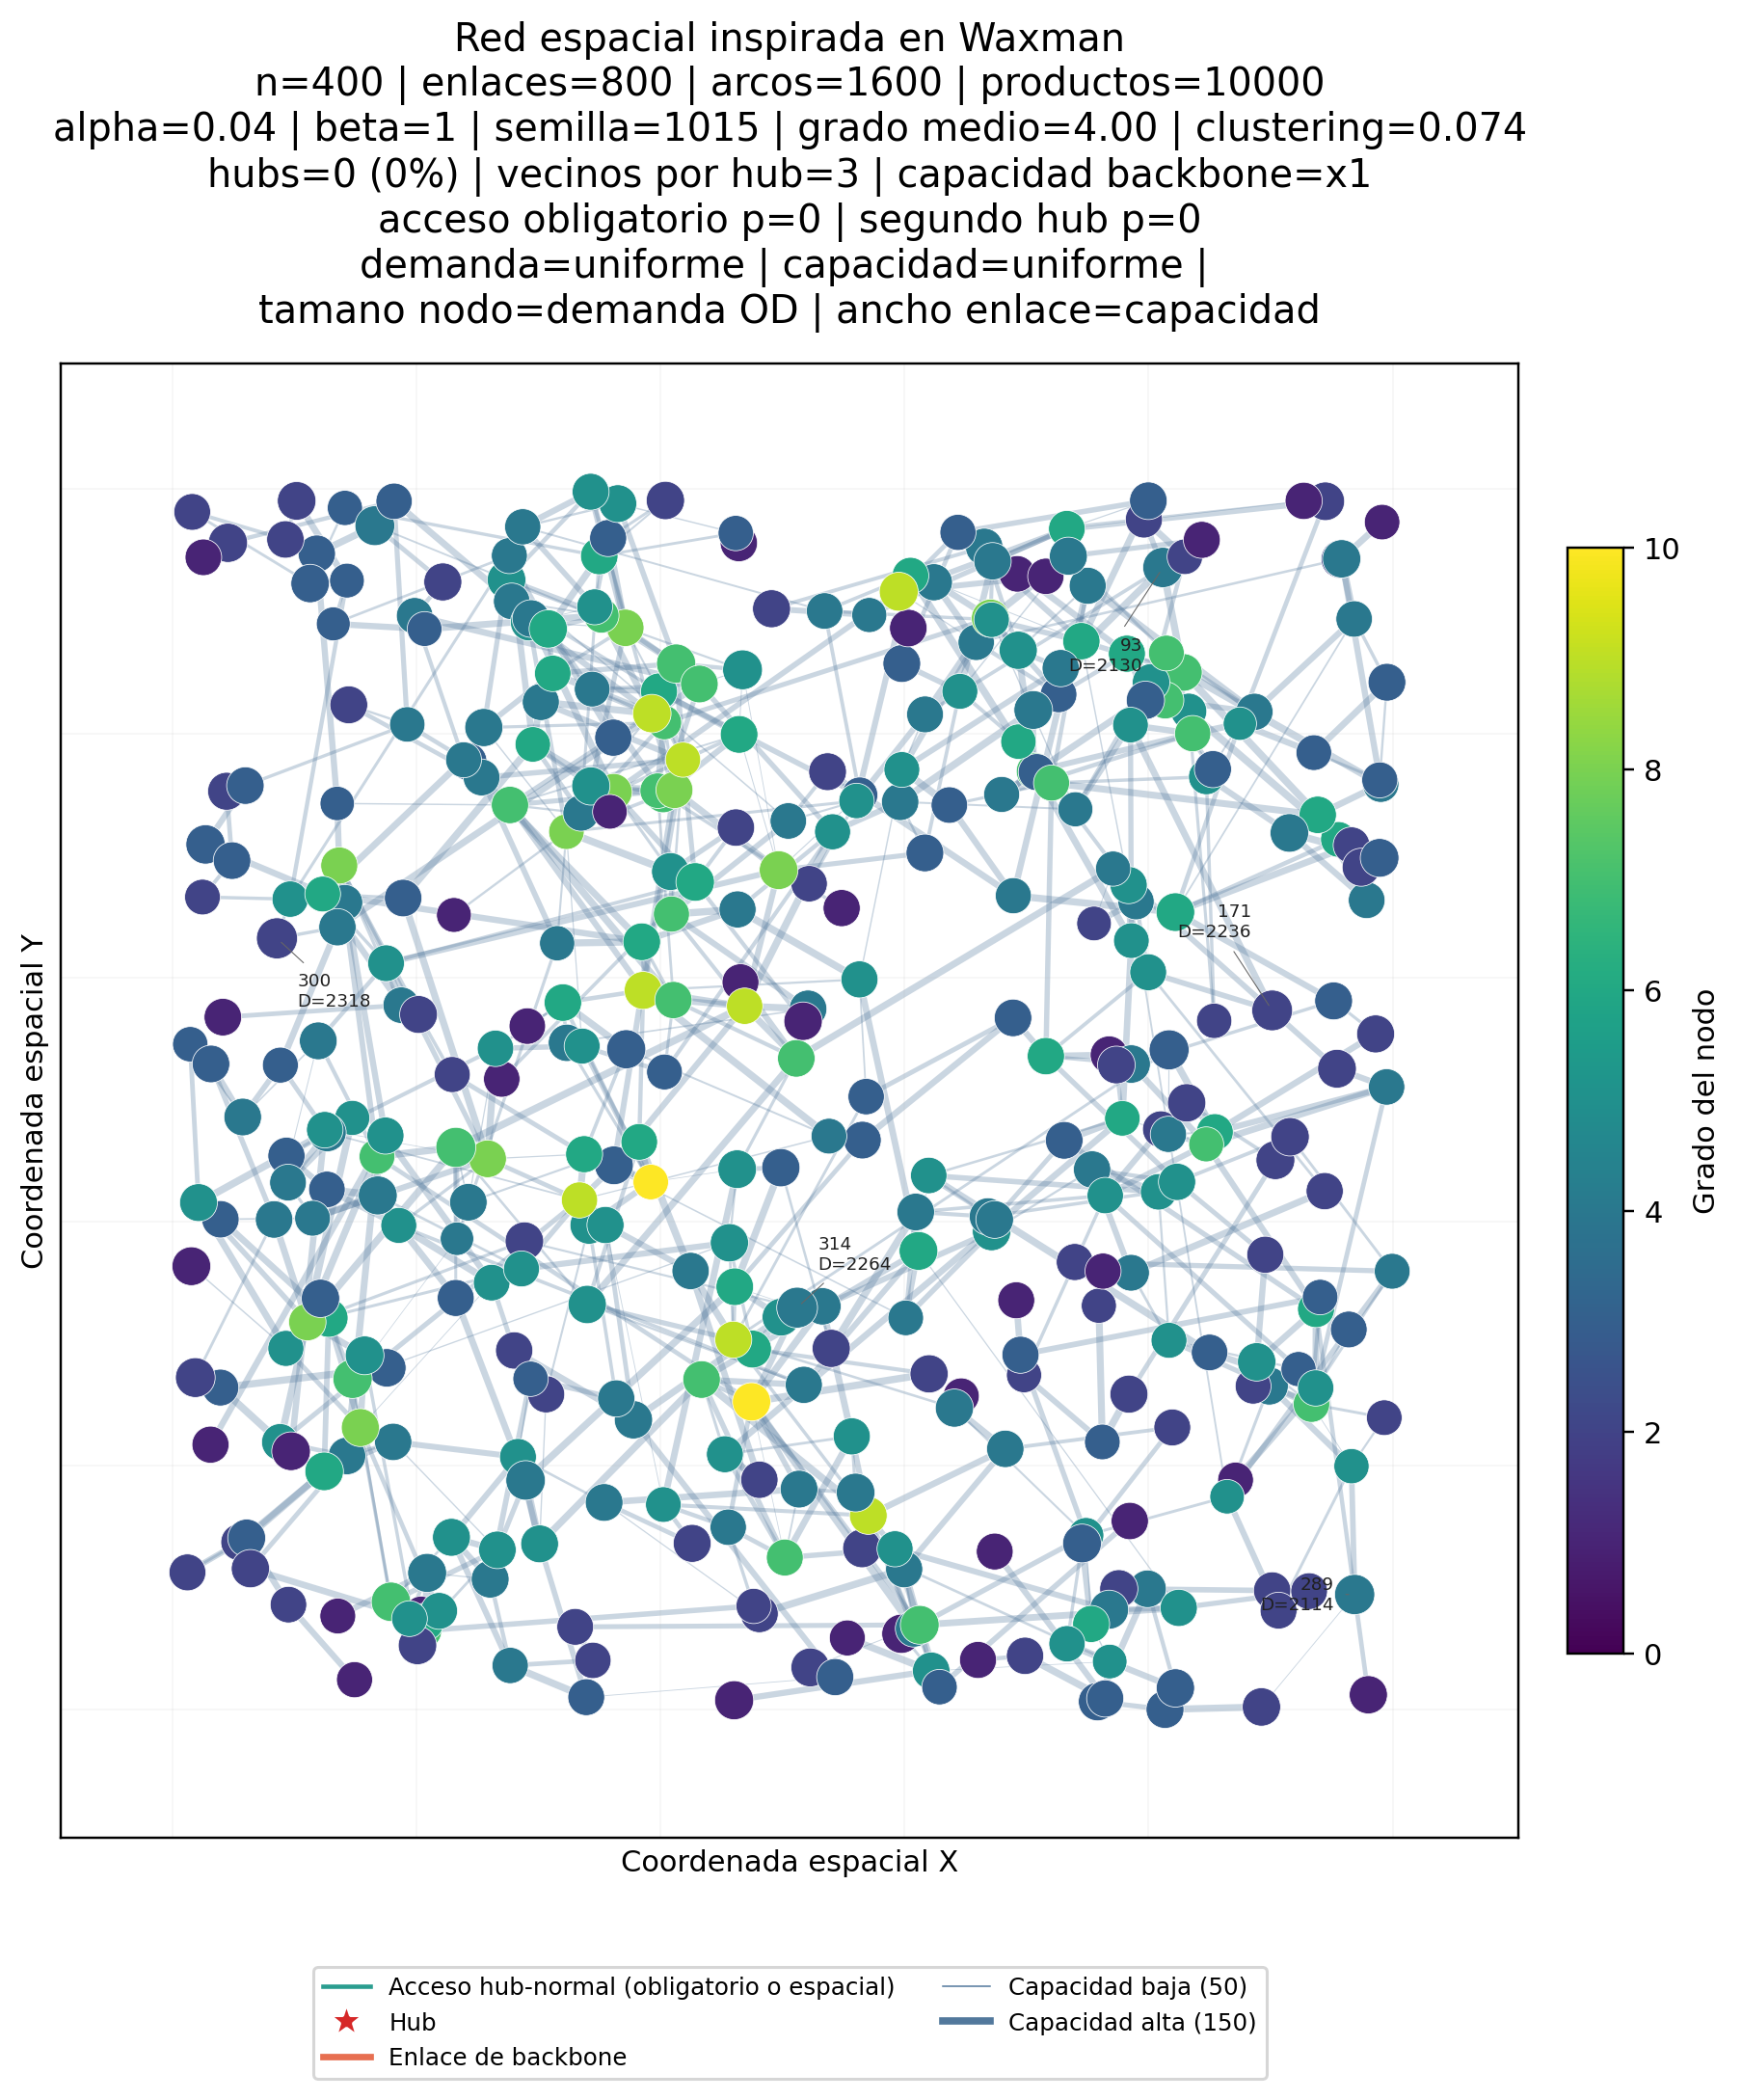 Red espacial inspirada en Waxman
n=400 | enlaces=800 | arcos=1600 | productos=10000
alpha=0.04 | beta=1 | semilla=1015 | grado medio=4.00 | clustering=0.074
hubs=0 (0%) | vecinos por hub=3 | capacidad backbone=x1
acceso obligatorio p=0 | segundo hub p=0
demanda=uniforme | capacidad=uniforme |
tamano nodo=demanda OD | ancho enlace=capacidad
93
D=2130
171
D=2236
300
D=2318
314
D=2264
289
D=2114
Coordenada espacial Y
Coordenada espacial X
10
8
6
4
2
0
Grado del nodo
Acceso hub-normal (obligatorio o espacial)
Hub
Enlace de backbone
Capacidad baja (50)
Capacidad alta (150)